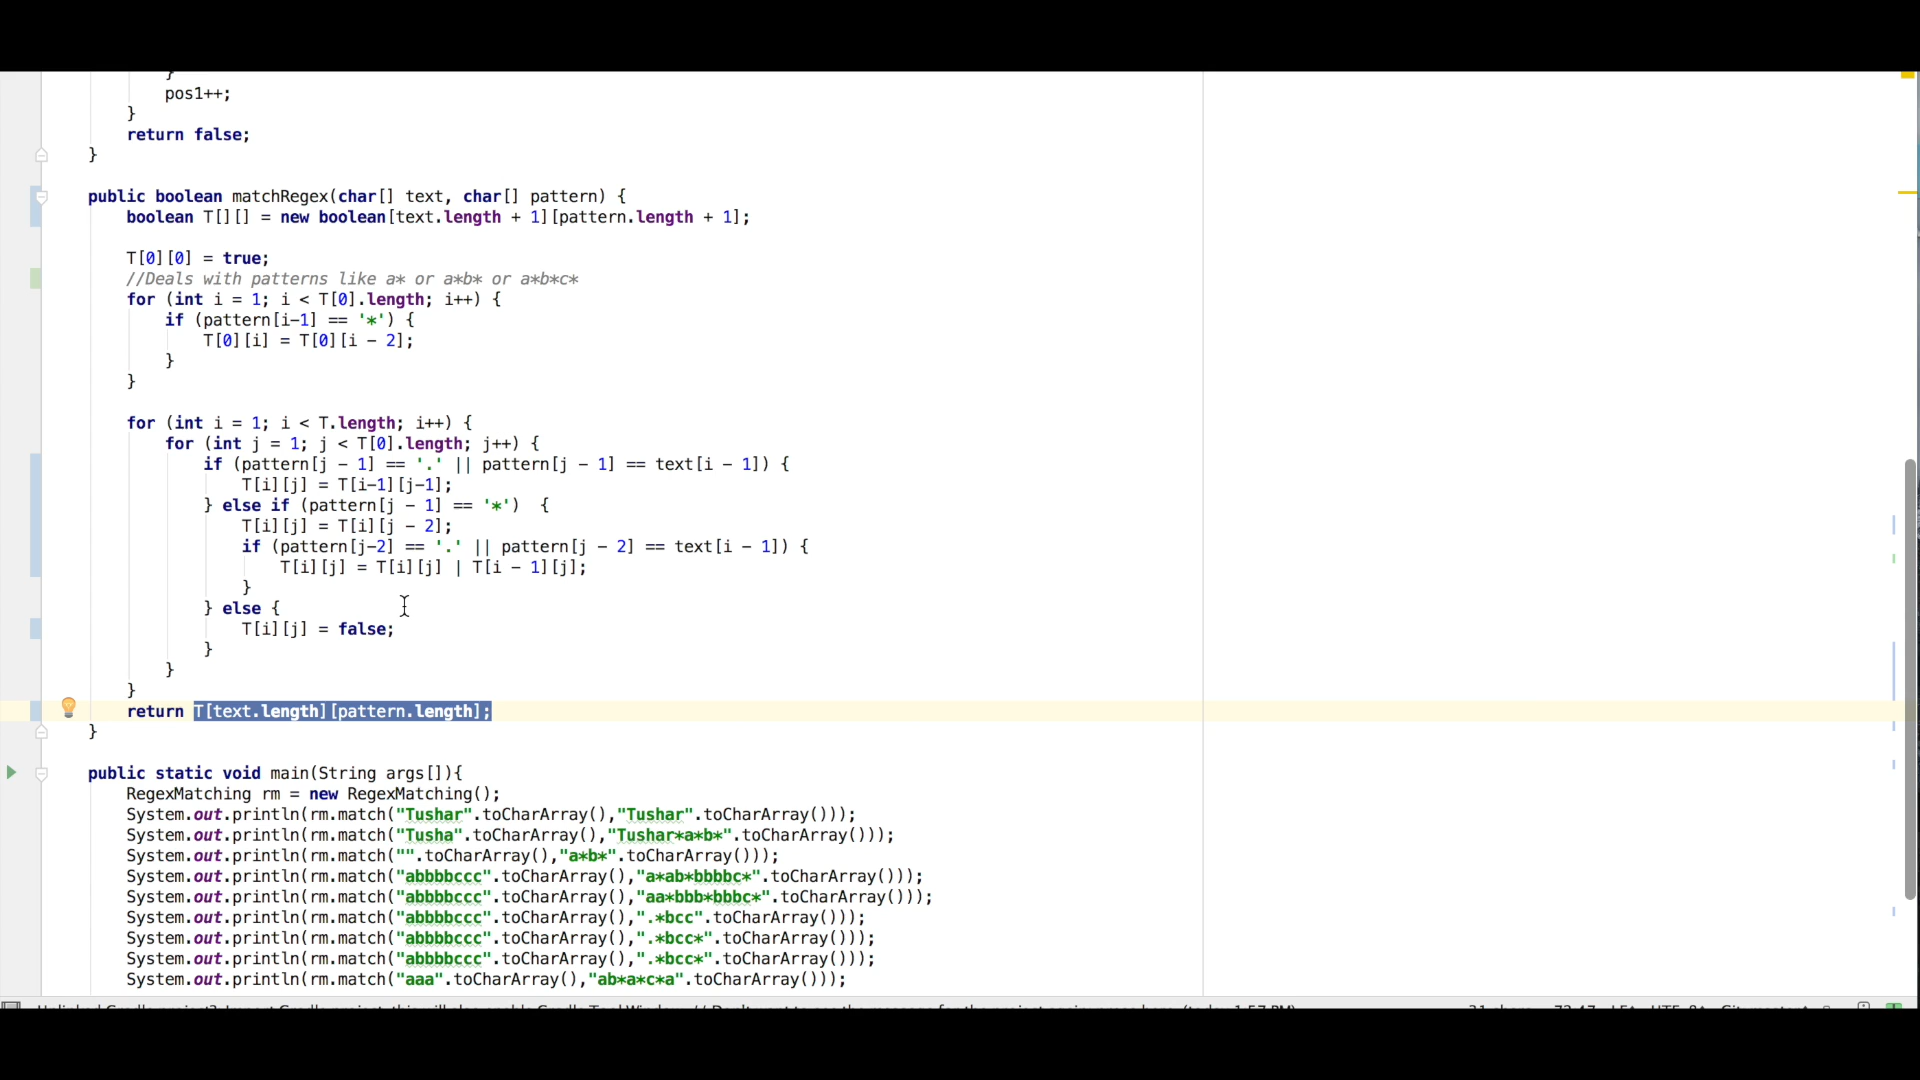 }
pos1++;
}
return false;
}
public boolean matchRegex(char[] text, char[] pattern) {
boolean T[][] = new boolean[text.length + 1][pattern.length + 1];
T[0][0] = true;
//Deals with patterns like a* or a*b* or a*b*c*
for (int i = 1; i < T[0].length; i++) {
if (pattern[i-1] == '*') {
T[0][i] = T[0][i - 2];
}
}
for (int i = 1; i < T.length; i++) {
for (int j = 1; j < T[0].length; j++) {
if (pattern[j - 1] == '.' || pattern[j - 1] == text[i - 1]) {
T[i][j] = T[i-1][j-1];
} else if (pattern[j - 1] == '*')  {
T[i][j] = T[i][j - 2];
if (pattern[j-2] == '.' || pattern[j - 2] == text[i - 1]) {
T[i][j] = T[i][j] | T[i - 1][j];
}
} else {
T[i][j] = false;
}
}
}
return T[text.length][pattern.length];
}
public static void main(String args[]){
RegexMatching rm = new RegexMatching();
System.out.println(rm.match("Tushar".toCharArray(),"Tushar".toCharArray()));
System.out.println(rm.match("Tusha".toCharArray(),"Tushar*a*b*".toCharArray()));
System.out.println(rm.match("".toCharArray(),"a*b*".toCharArray()));
System.out.println(rm.match("abbbbccc".toCharArray(),"a*ab*bbbbc*".toCharArray()));
System.out.println(rm.match("abbbbccc".toCharArray(),"aa*bbb*bbbc*".toCharArray()));
System.out.println(rm.match("abbbbccc".toCharArray(),".*bcc".toCharArray()));
System.out.println(rm.match("abbbbccc".toCharArray(),".*bcc*".toCharArray()));
System.out.println(rm.match("abbbbccc".toCharArray(),".*bcc*".toCharArray()));
System.out.println(rm.match("aaa".toCharArray(),"ab*a*c*a".toCharArray()));